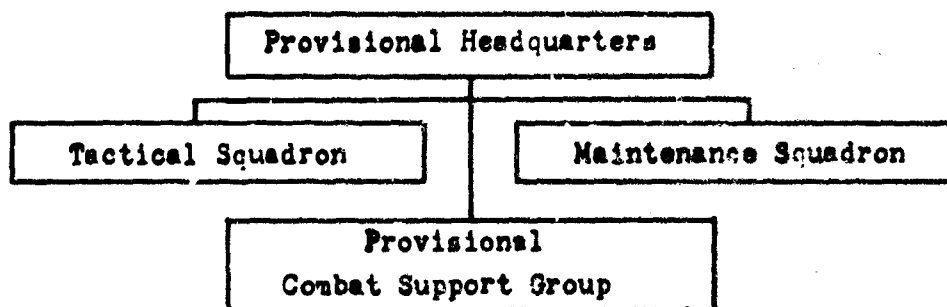 Provisional Headquarters
Tactical Squadron
Maintenance Squadron
Provisional
Combat Support Group